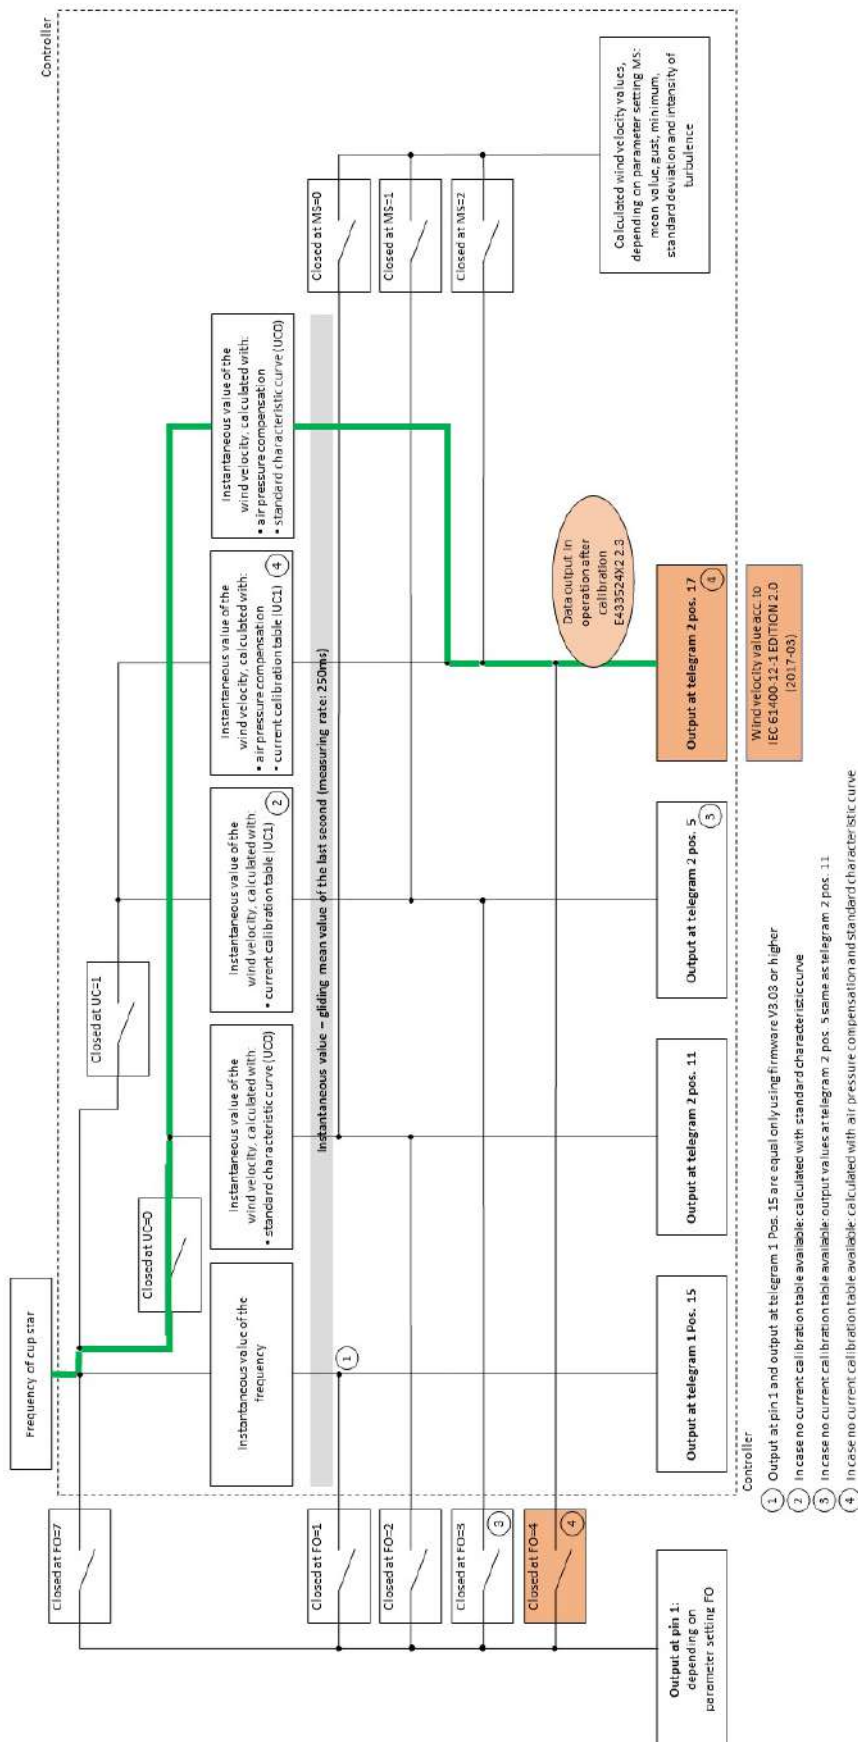 Controller
Frequency of cup star
Closed at FO=7
Closed at UC=0
Closed at UC=1
Instantaneous value of the
frequency
Instantaneous value of the
wind velocity, calculated with:
• standard characteristic curve (UC0)
Instantaneous value of the
wind velocity, calculated with:
• current calibration table (UC1)
2
Instantaneous value of the
wind velocity, calculated with:
• air pressure compensation
• current calibration table (UC1)
4
Instantaneous value of the
wind velocity, calculated with:
• air pressure compensation
• standard characteristic curve (UC0)
Instantaneous value – gliding mean value of the last second (measuring rate: 250ms)
Closed at FO=1
1
Closed at MS=0
Closed at FO=2
Closed at MS=1
Closed at FO=3
3
Closed at MS=2
Closed at FO=4
4
Data output in
operation after
calibration
E433524X2 2.3
Calculated wind velocity values,
depending on parameter setting MS:
mean value, gust, minimum,
standard deviation and intensity of
turbulence
Output at pin 1:
depending on
parameter setting FO
Output at telegram 1 Pos. 15
Output at telegram 2 pos. 11
Output at telegram 2 pos. 5
3
Output at telegram 2 pos. 17
4
Controller
Wind velocity value acc. to
IEC 61400-12-1 EDITION 2.0
(2017-03)
1 Output at pin 1 and output at telegram 1 Pos. 15 are equal only using firmware V3.03 or higher
2 In case no current calibration table available: calculated with standard characteristic curve
3 In case no current calibration table available: output values at telegram 2 pos. 5 same as telegram 2 pos. 11
4 In case no current calibration table available: calculated with air pressure compensation and standard characteristic curve